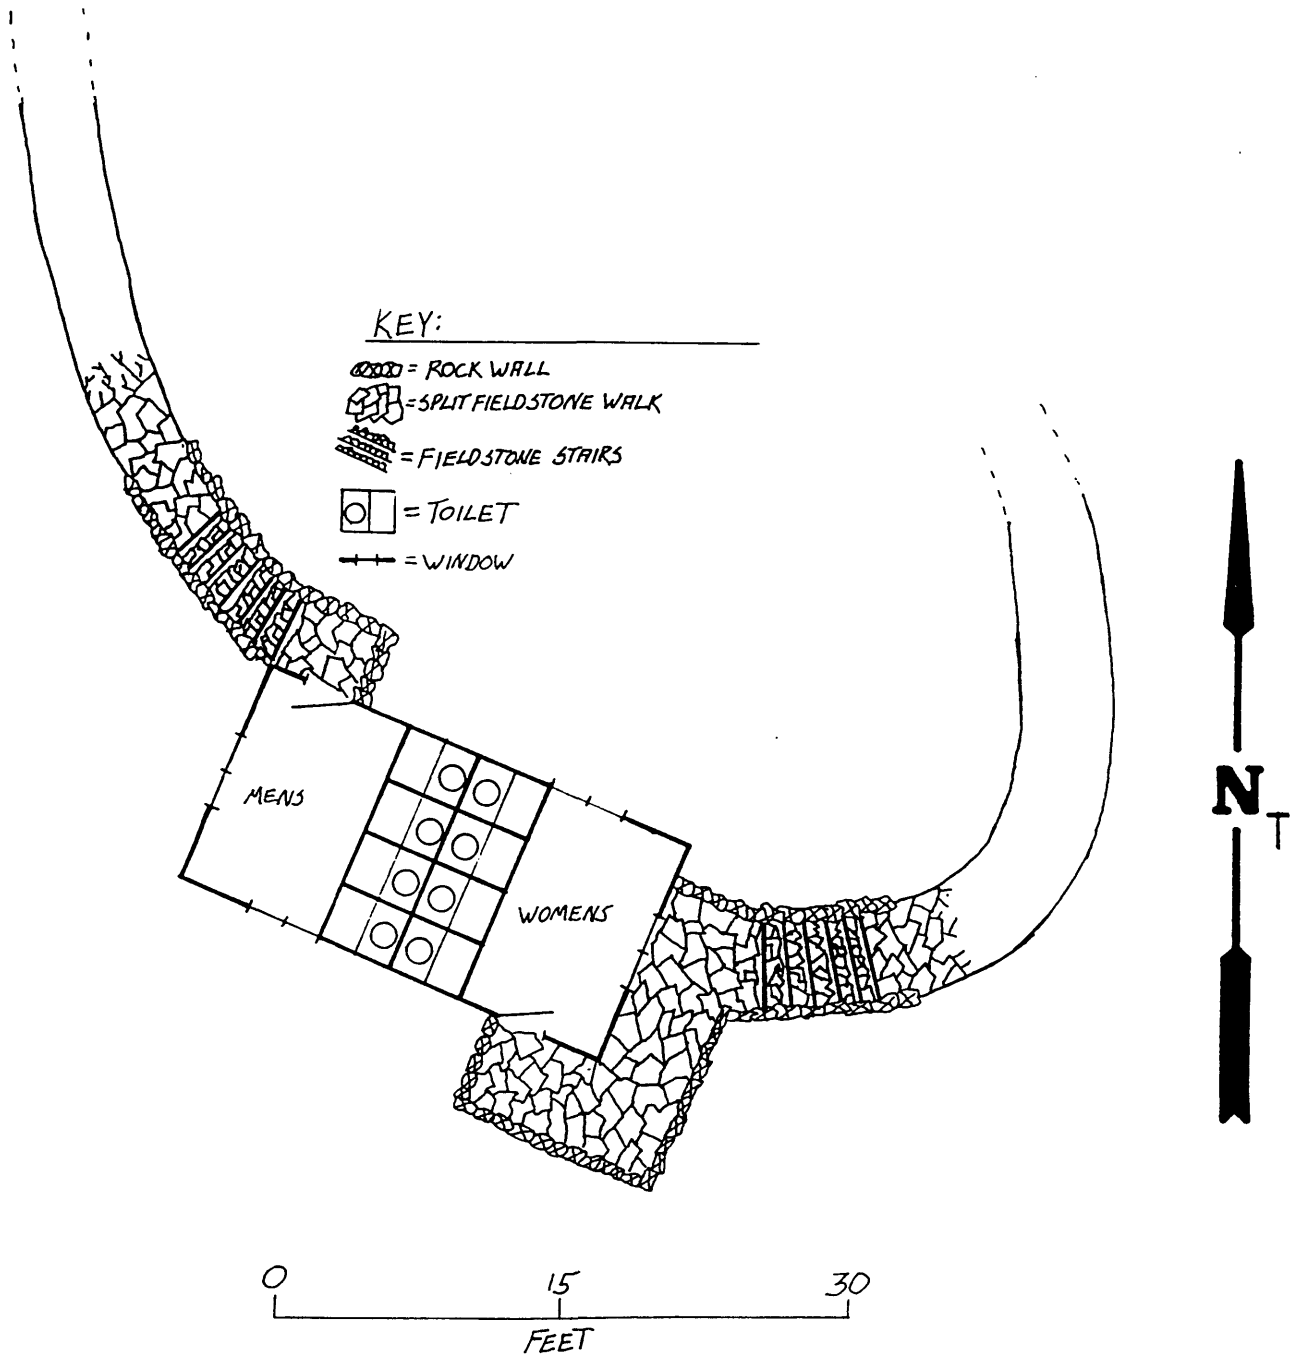 KEY:
= ROCK WALL
= SPLIT FIELDSTONE WALK
= FIELDSTONE STAIRS
= TOILET
= WINDOW
MENS
WOMENS
N T
0 15 30
FEET